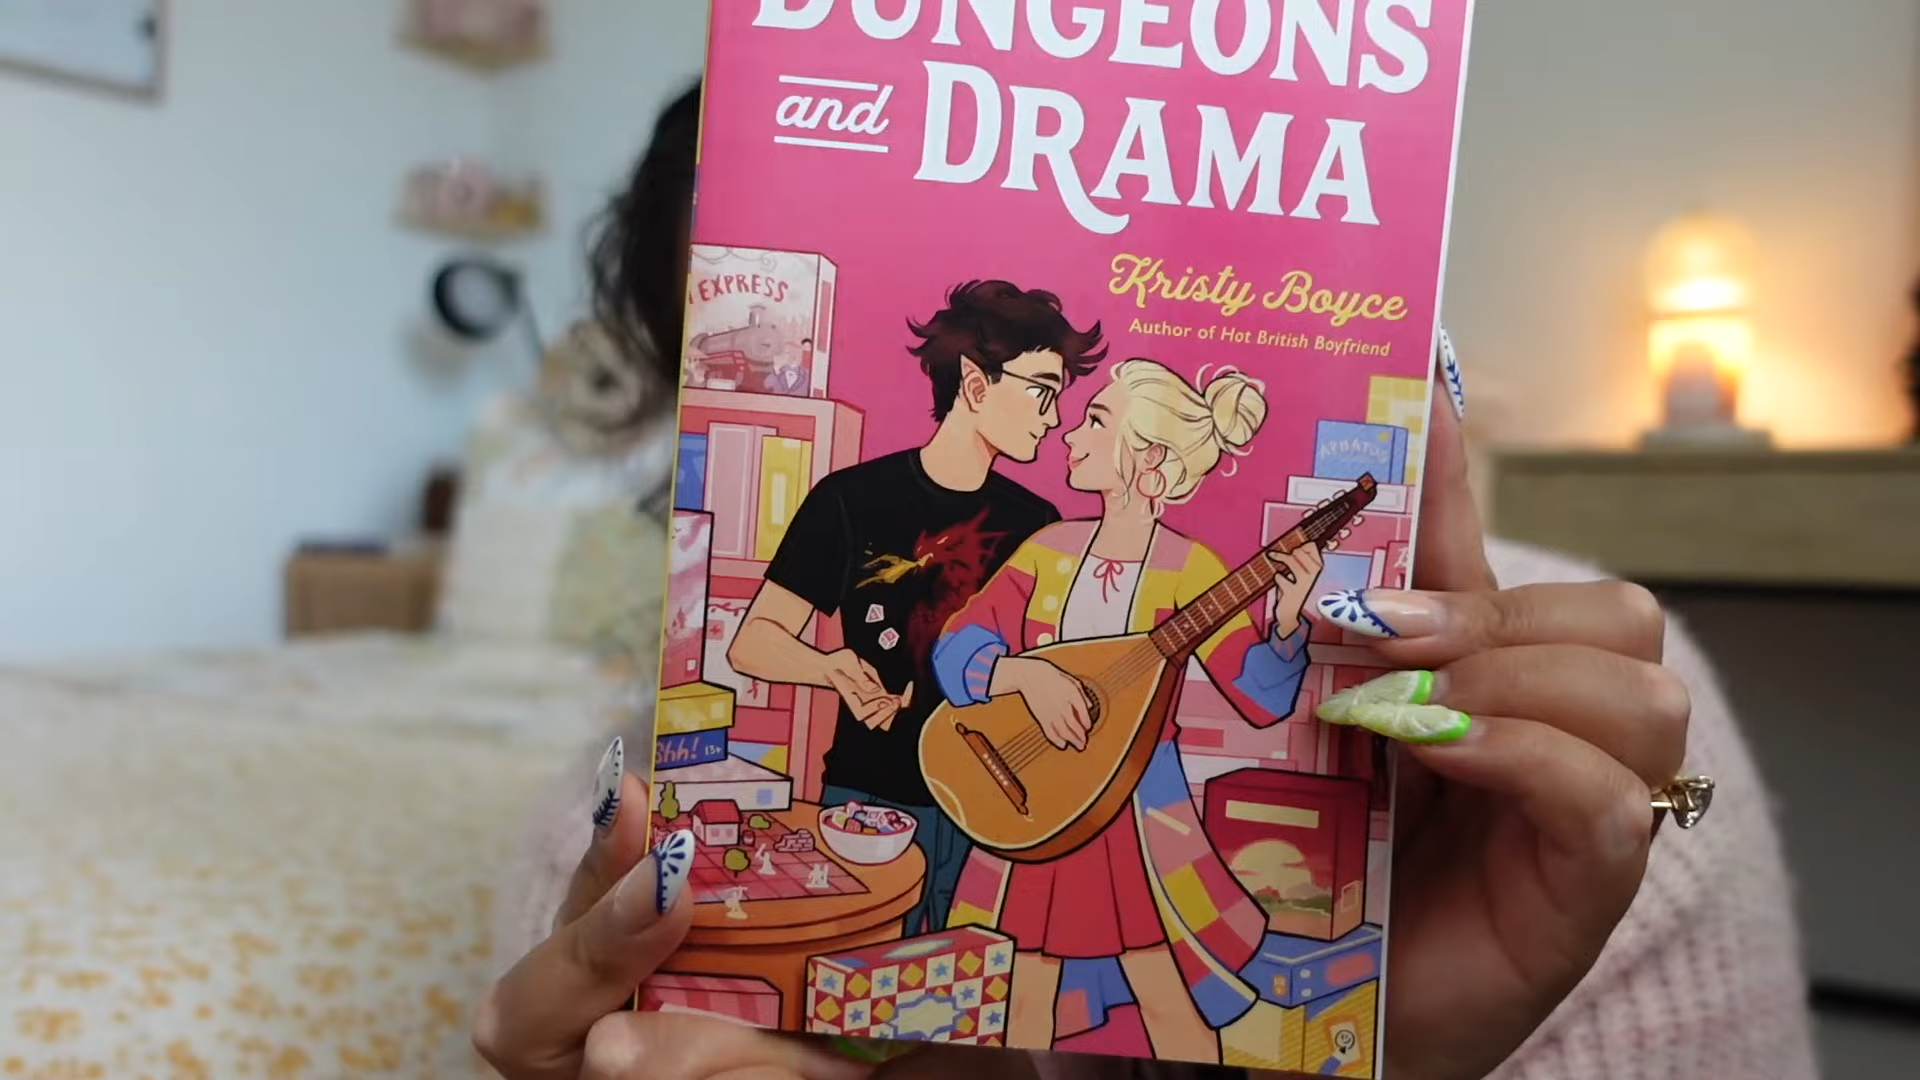 DUNGEONS
and DRAMA
Kristy Boyce
Author of Hot British Boyfriend
EXPRESS
Shh! 13+